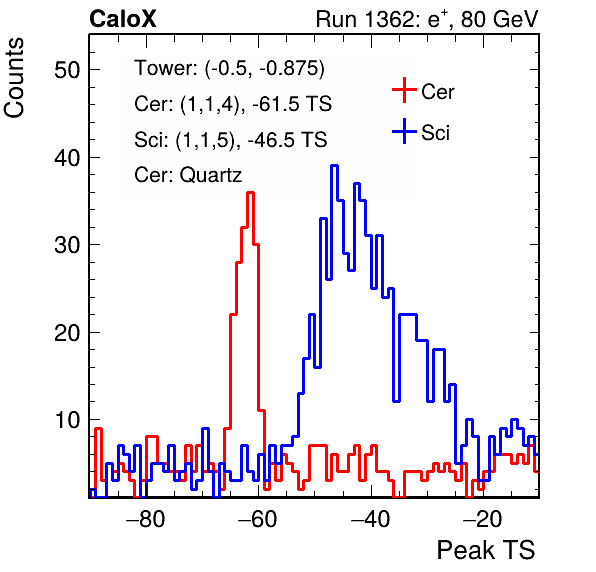 CaloX Run 1362: e⁺, 80 GeV
Counts
50
40
30
20
10
Tower: (-0.5, -0.875)
Cer: (1,1,4), -61.5 TS
Sci: (1,1,5), -46.5 TS
Cer: Quartz
Cer
Sci
−80 −60 −40 −20
Peak TS